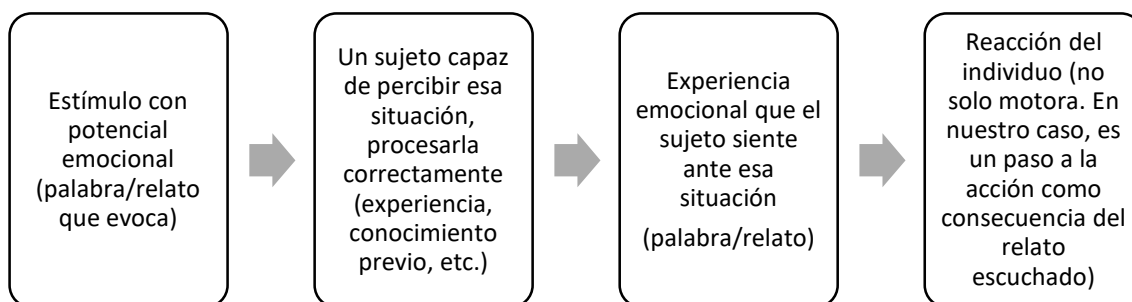 Estímulo con
potencial
emocional
(palabra/relato
que evoca)
Un sujeto capaz
de percibir esa
situación,
procesarla
correctamente
(experiencia,
conocimiento
previo, etc.)
Experiencia
emocional que el
sujeto siente
ante esa
situación
(palabra/relato)
Reacción del
individuo (no
solo motora. En
nuestro caso, es
un paso a la
acción como
consecuencia del
relato
escuchado)